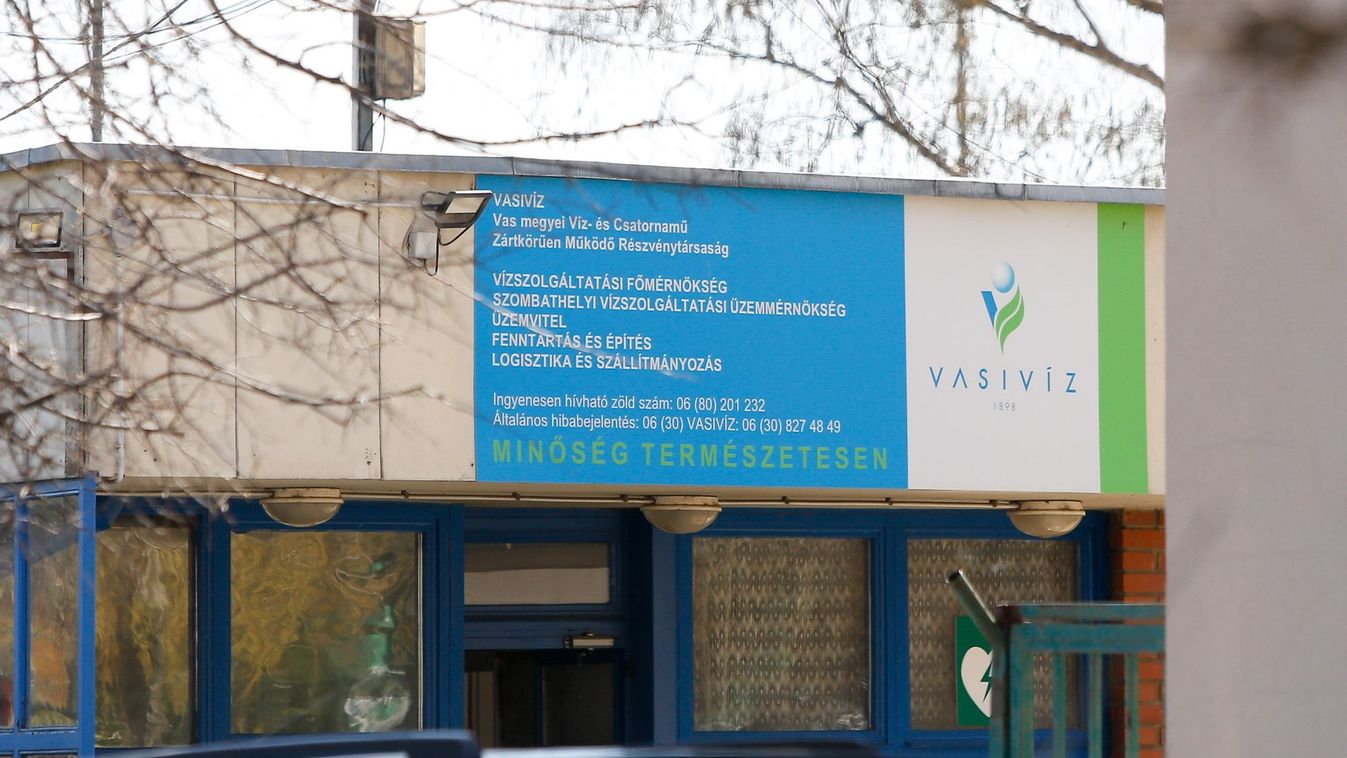 VASIVÍZ
Vas megyei Víz- és Csatornamű
Zártkörűen Működő Részvénytársaság
VÍZSZOLGÁLTATÁSI FŐMÉRNÖKSÉG
SZOMBATHELYI VÍZSZOLGÁLTATÁSI ÜZEMMÉRNÖKSÉG
ÜZEMVITEL
FENNTARTÁS ÉS ÉPÍTÉS
LOGISZTIKA ÉS SZÁLLÍTMÁNYOZÁS
Ingyenesen hívható zöld szám: 06 (80) 201 232
Általános hibabejelentés: 06 (30) VASIVÍZ: 06 (30) 827 48 49
MINŐSÉG TERMÉSZETESEN
VASIVÍZ
1898